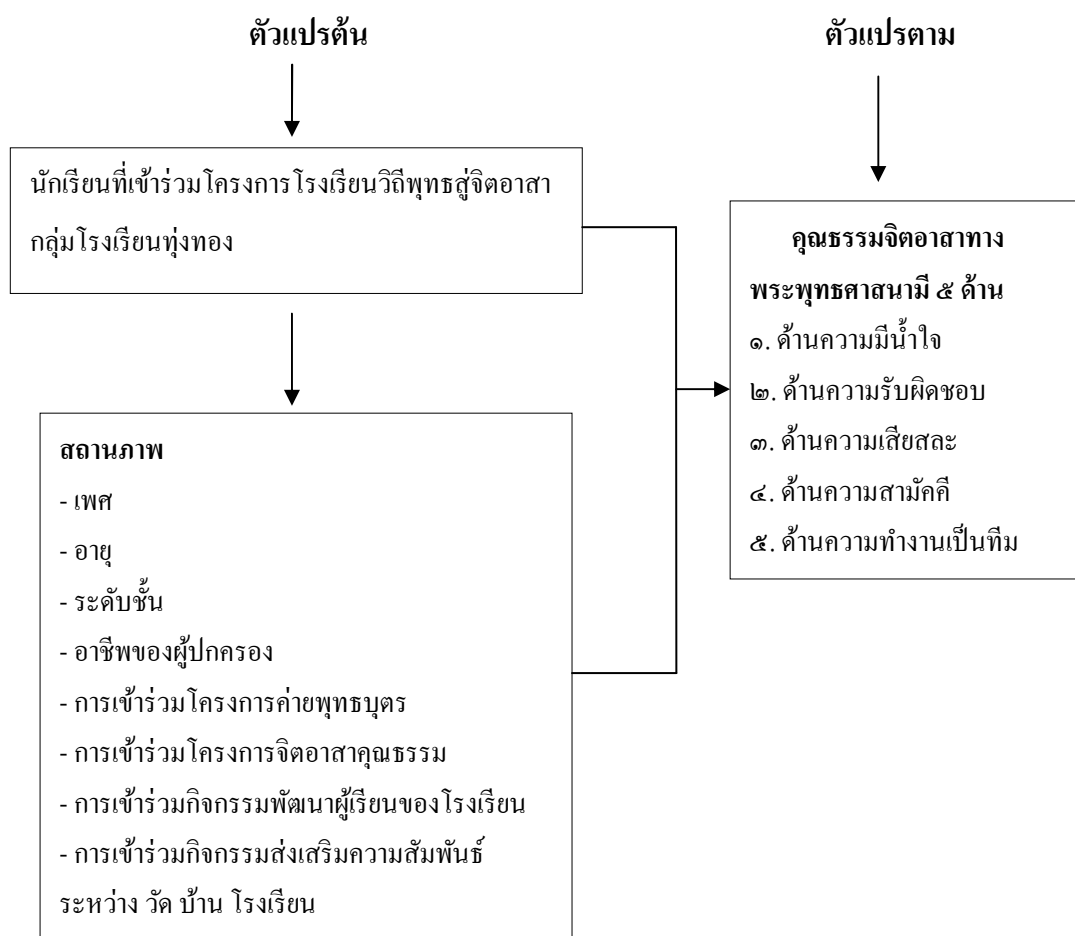 ตัวแปรต้น
ตัวแปรตาม
นักเรียนที่เข้าร่วมโครงการโรงเรียนวิถีพุทธสู่จิตอาสา
กลุ่มโรงเรียนทุ่งทอง
คุณธรรมจิตอาสาทาง
พระพุทธศาสนามี ๕ ด้าน
๑. ด้านความมีน้ำใจ
๒. ด้านความรับผิดชอบ
๓. ด้านความเสียสละ
๔. ด้านความสามัคคี
๕. ด้านความทำงานเป็นทีม
สถานภาพ
- เพศ
- อายุ
- ระดับชั้น
- อาชีพของผู้ปกครอง
- การเข้าร่วมโครงการค่ายพุทธบุตร
- การเข้าร่วมโครงการจิตอาสาคุณธรรม
- การเข้าร่วมกิจกรรมพัฒนาผู้เรียนของโรงเรียน
- การเข้าร่วมกิจกรรมส่งเสริมความสัมพันธ์
ระหว่าง วัด บ้าน โรงเรียน